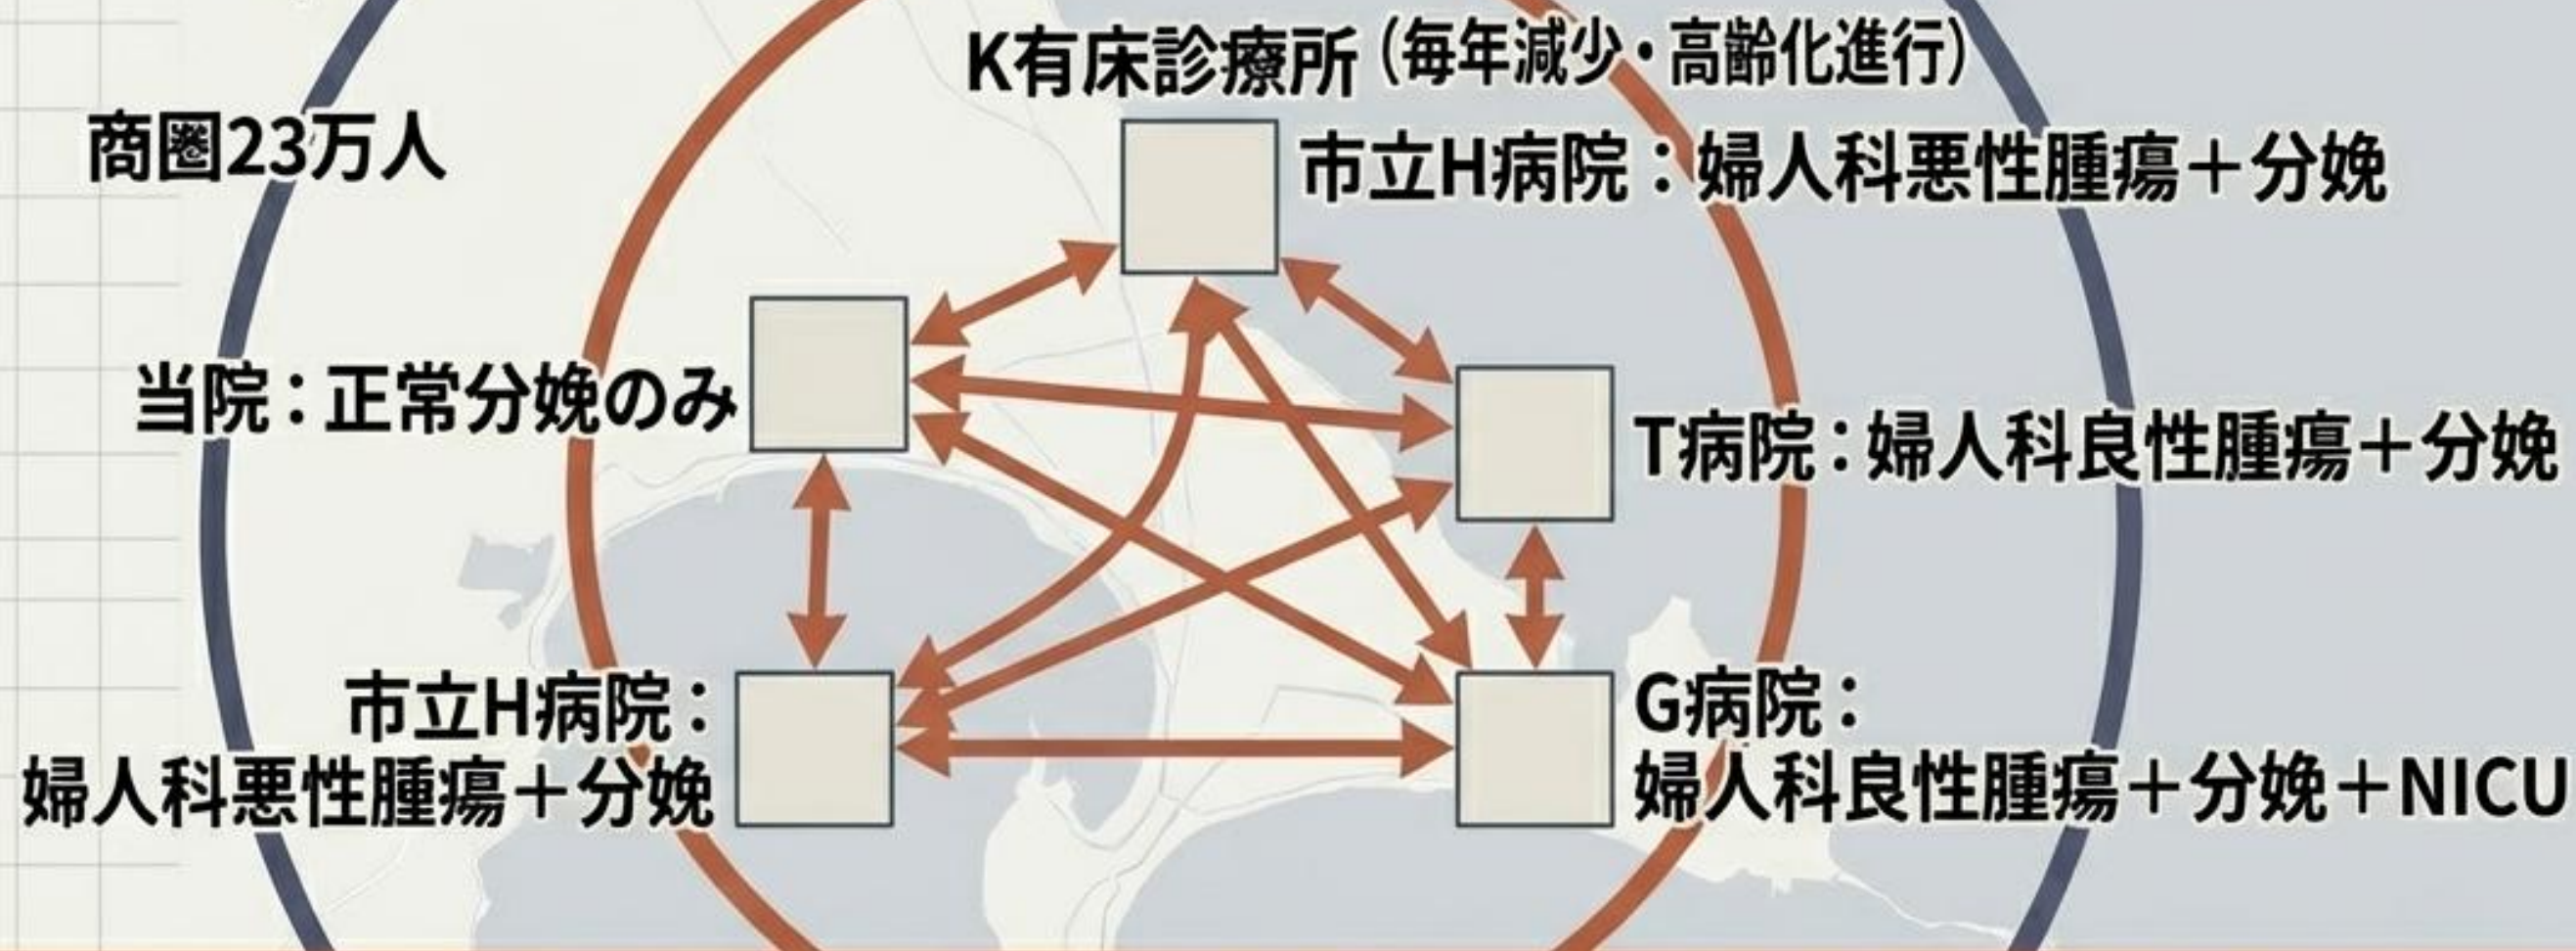 K有床診療所（毎年減少・高齢化進行）
商圏23万人
市立H病院：婦人科悪性腫瘍＋分娩
当院：正常分娩のみ
T病院：婦人科良性腫瘍＋分娩
市立H病院：
婦人科悪性腫瘍＋分娩
G病院：
婦人科良性腫瘍＋分娩＋NICU